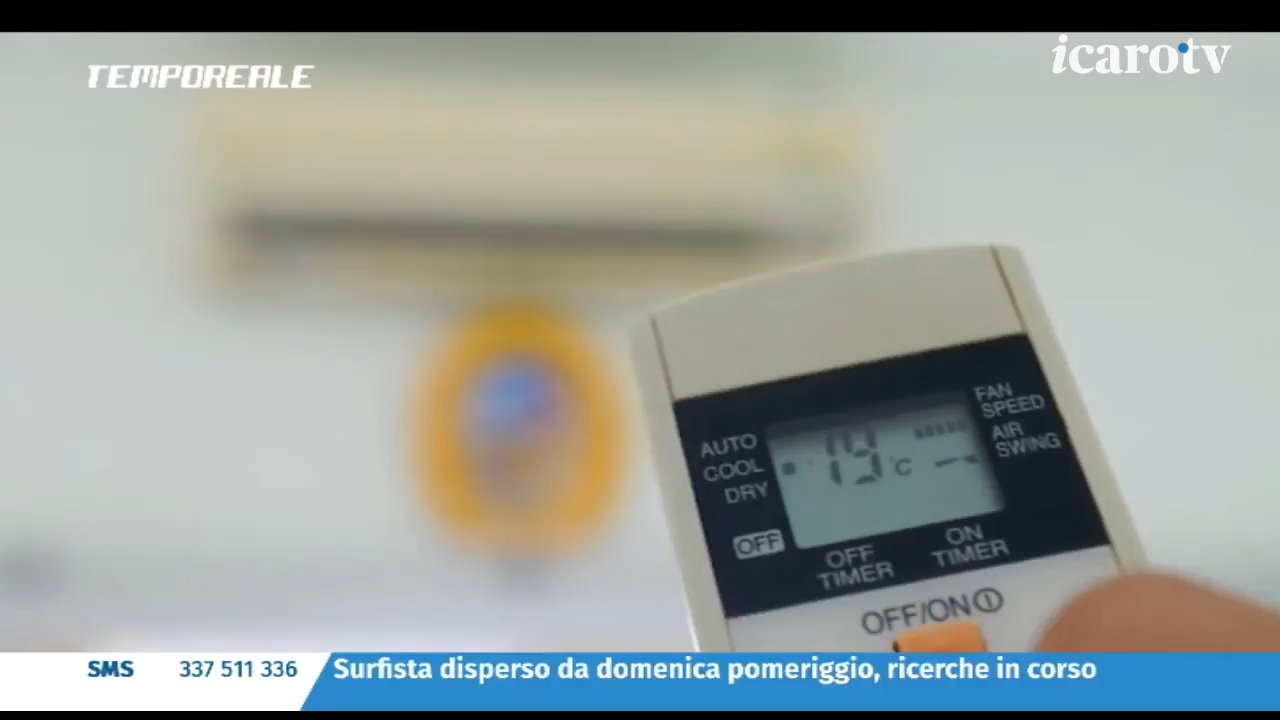 TEMPOREALE
icarotv
FAN
SPEED
AIR
SWING
AUTO
COOL
DRY
19 °C
OFF
OFF
TIMER
ON
TIMER
OFF/ON
SMS 337 511 336
Surfista disperso da domenica pomeriggio, ricerche in corso